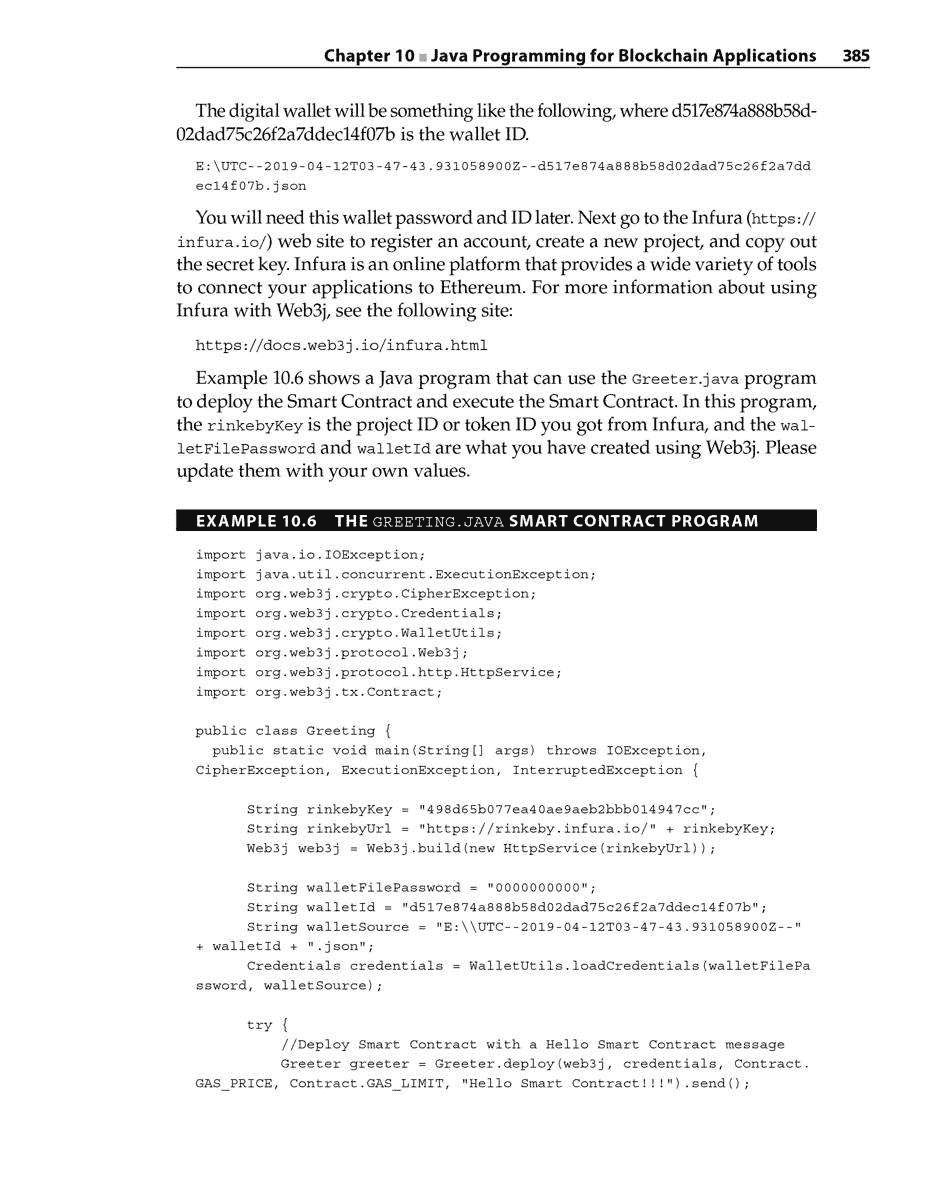 Chapter 10 ■ Java Programming for Blockchain Applications 385
The digital wallet will be something like the following, where d517e874a888b58d-
02dad75c26f2a7ddec14f07b is the wallet ID.
E:\UTC--2019-04-12T03-47-43.931058900Z--d517e874a888b58d02dad75c26f2a7dd
ec14f07b.json
You will need this wallet password and ID later. Next go to the Infura (https://
infura.io/) web site to register an account, create a new project, and copy out
the secret key. Infura is an online platform that provides a wide variety of tools
to connect your applications to Ethereum. For more information about using
Infura with Web3j, see the following site:
https://docs.web3j.io/infura.html
Example 10.6 shows a Java program that can use the Greeter.java program
to deploy the Smart Contract and execute the Smart Contract. In this program,
the rinkebyKey is the project ID or token ID you got from Infura, and the wal-
letFilePassword and walletId are what you have created using Web3j. Please
update them with your own values.
EXAMPLE 10.6 THE GREETING.JAVA SMART CONTRACT PROGRAM
import java.io.IOException;
import java.util.concurrent.ExecutionException;
import org.web3j.crypto.CipherException;
import org.web3j.crypto.Credentials;
import org.web3j.crypto.WalletUtils;
import org.web3j.protocol.Web3j;
import org.web3j.protocol.http.HttpService;
import org.web3j.tx.Contract;
public class Greeting {
public static void main(String[] args) throws IOException,
CipherException, ExecutionException, InterruptedException {
String rinkebyKey = "498d65b077ea40ae9aeb2bbb014947cc";
String rinkebyUrl = "https://rinkeby.infura.io/" + rinkebyKey;
Web3j web3j = Web3j.build(new HttpService(rinkebyUrl));
String walletFilePassword = "0000000000";
String walletId = "d517e874a888b58d02dad75c26f2a7ddec14f07b";
String walletSource = "E:\\UTC--2019-04-12T03-47-43.931058900Z--"
+ walletId + ".json";
Credentials credentials = WalletUtils.loadCredentials(walletFilePa
ssword, walletSource);
try {
//Deploy Smart Contract with a Hello Smart Contract message
Greeter greeter = Greeter.deploy(web3j, credentials, Contract.
GAS_PRICE, Contract.GAS_LIMIT, "Hello Smart Contract!!!").send();